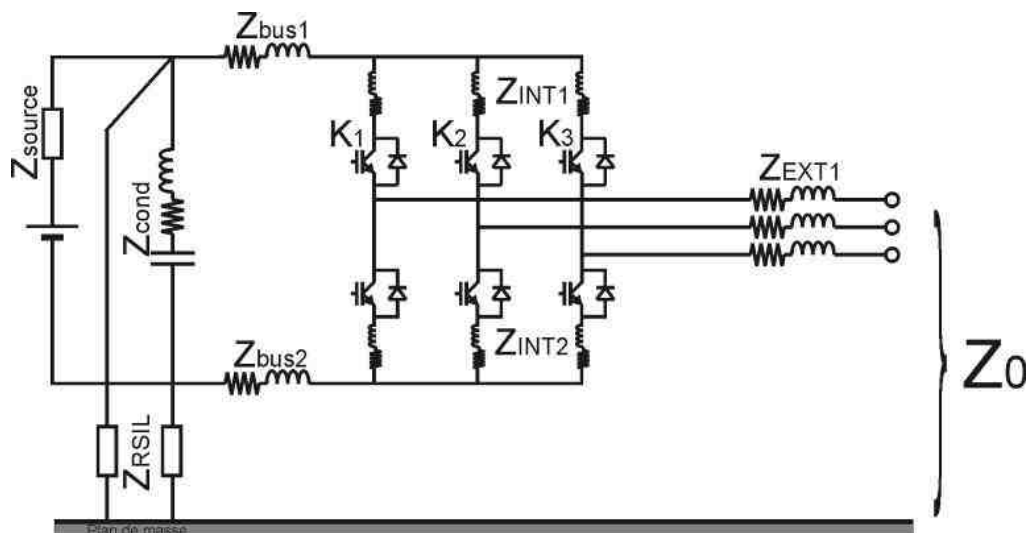 Zbus1
Zsource
Zcond
K1
K2
K3
ZINT1
ZEXT1
ZINT2
Zbus2
ZRSIL
Z0
Plan de masse